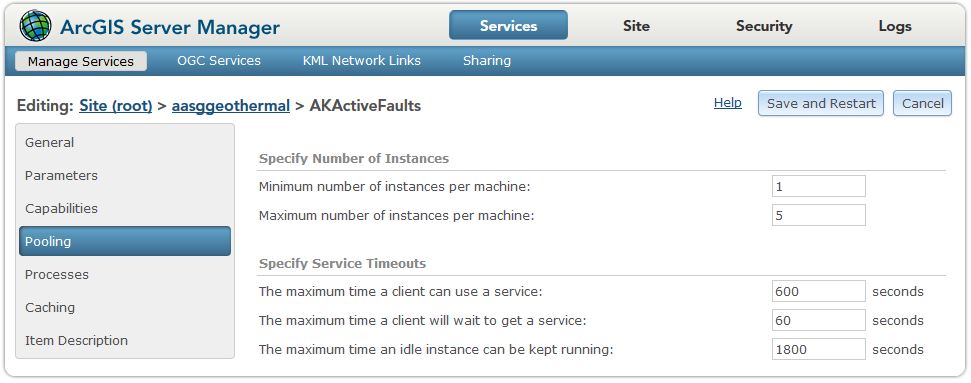 ArcGIS Server Manager Services Site Security Logs
Manage Services OGC Services KML Network Links Sharing
Editing: Site (root) > aasggeothermal > AKActiveFaults Help Save and Restart Cancel
General
Parameters
Capabilities
Pooling
Processes
Caching
Item Description
Specify Number of Instances
Minimum number of instances per machine: 1
Maximum number of instances per machine: 5
Specify Service Timeouts
The maximum time a client can use a service: 600 seconds
The maximum time a client will wait to get a service: 60 seconds
The maximum time an idle instance can be kept running: 1800 seconds